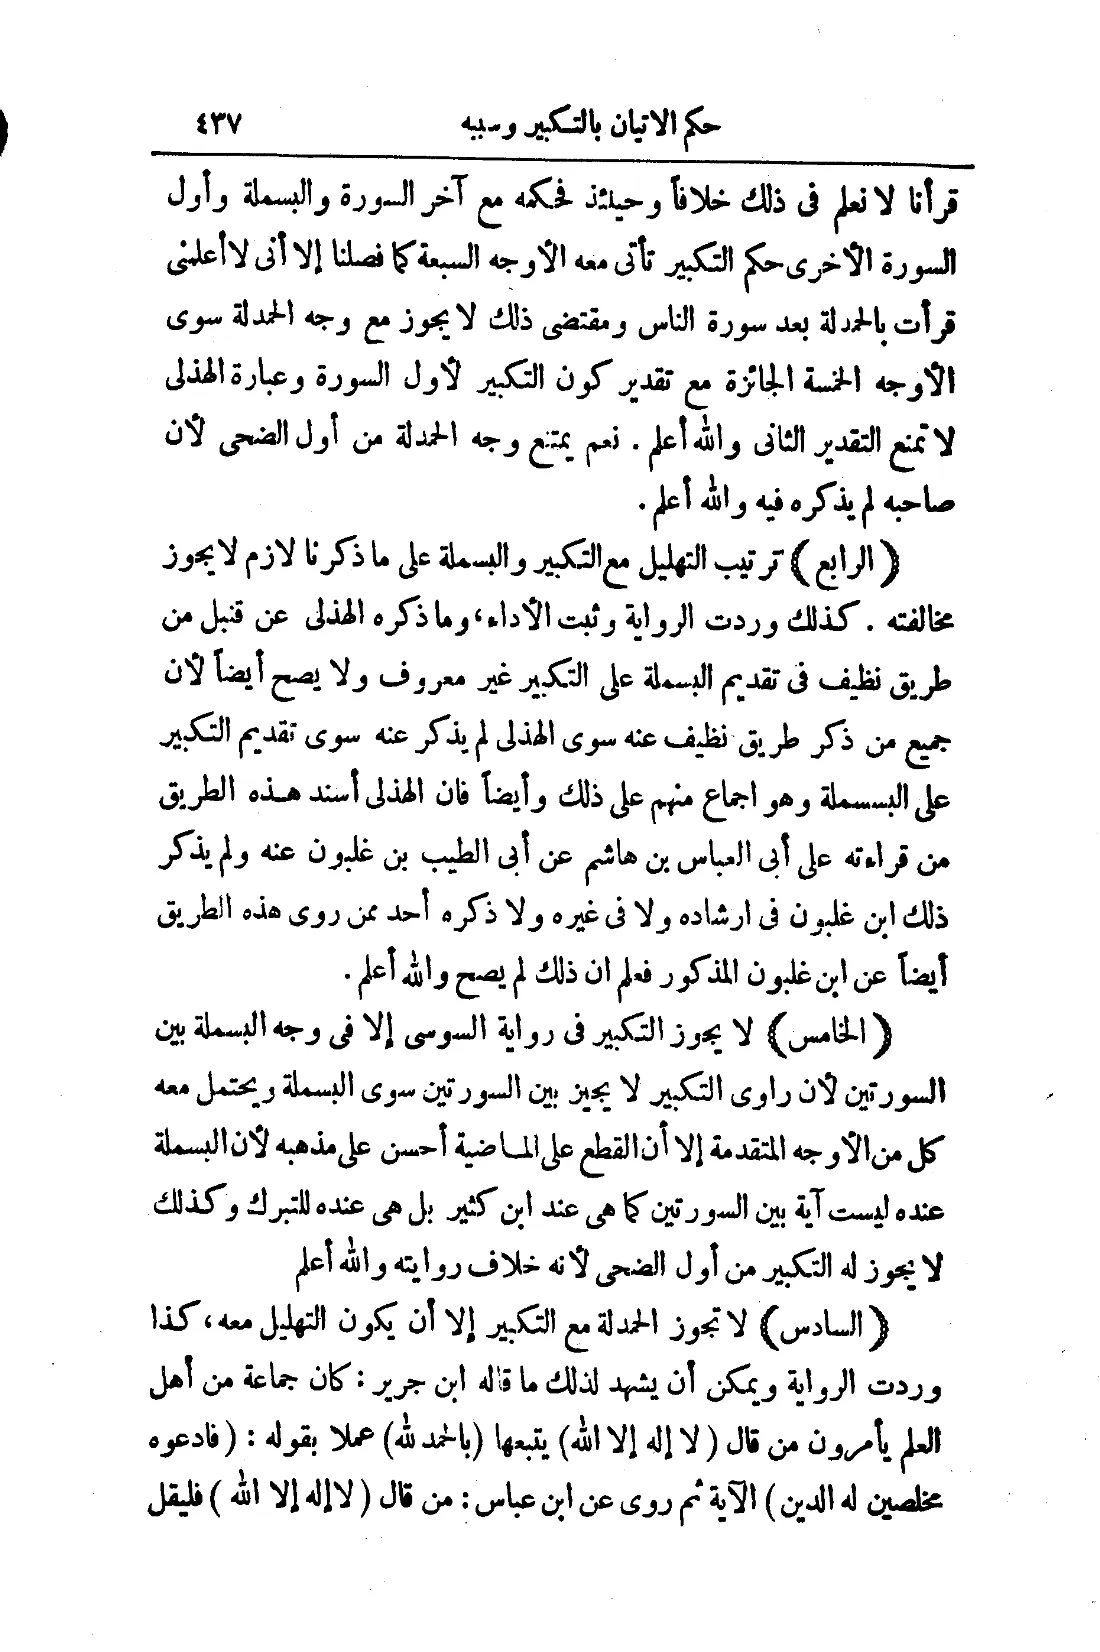 حكم الاتيان بالتكبير وسببه ٤٣٧
قرأنا لا نعلم فى ذلك خلافاً وحينئذ فحكمه مع آخر السورة والبسملة وأول
السورة الأخرى حكم التكبير تأتى معه الأوجه السبعة كما فصلنا إلا أنى لا أعلمنى
قرأت بالحمدلة بعد سورة الناس ومقتضى ذلك لا يجوز مع وجه الحمدلة سوى
الأوجه الخمسة الجائزة مع تقدير كون التكبير لأول السورة وعبارة الهذلى
لا تمنع التقدير الثانى والله أعلم . نعم يمتنع وجه الحمدلة من أول الضحى لأن
صاحبه لم يذكره فيه والله أعلم .
( الرابع ) ترتيب التهليل مع التكبير والبسملة على ما ذكرنا لازم لا يجوز
مخالفته . كذلك وردت الرواية وثبت الأداء، وما ذكره الهذلى عن قنبل من
طريق نظيف فى تقديم البسملة على التكبير غير معروف ولا يصح أيضاً لأن
جميع من ذكر طريق نظيف عنه سوى الهذلى لم يذكر عنه سوى تقديم التكبير
على البسملة وهو اجماع منهم على ذلك وأيضاً فان الهذلى أسند هذه الطريق
من قراءته على أبى العباس بن هاشم عن أبى الطيب بن غلبون عنه ولم يذكر
ذلك ابن غلبون فى ارشاده ولا فى غيره ولا ذكره أحد ممن روى هذه الطريق
أيضاً عن ابن غلبون المذكور فعلم ان ذلك لم يصح والله أعلم .
( الخامس ) لا يجوز التكبير فى رواية السوسى إلا فى وجه البسملة بين
السورتين لأن راوى التكبير لا يجيز بين السورتين سوى البسملة ويحتمل معه
كل من الأوجه المتقدمة إلا أن القطع على الماضية أحسن على مذهبه لأن البسملة
عنده ليست آية بين السورتين كما هى عند ابن كثير بل هى عنده للتبرك وكذلك
لا يجوز له التكبير من أول الضحى لأنه خلاف روايته والله أعلم
( السادس ) لا تجوز الحمدلة مع التكبير إلا أن يكون التهليل معه، كذا
وردت الرواية ويمكن أن يشهد لذلك ما قاله ابن جرير : كان جماعة من أهل
العلم يأمرون من قال ( لا إله إلا الله ) يتبعها (بالحمد لله) عملا بقوله : ( فادعوه
مخلصين له الدين ) الآية ثم روى عن ابن عباس : من قال ( لا إله إلا الله ) فليقل